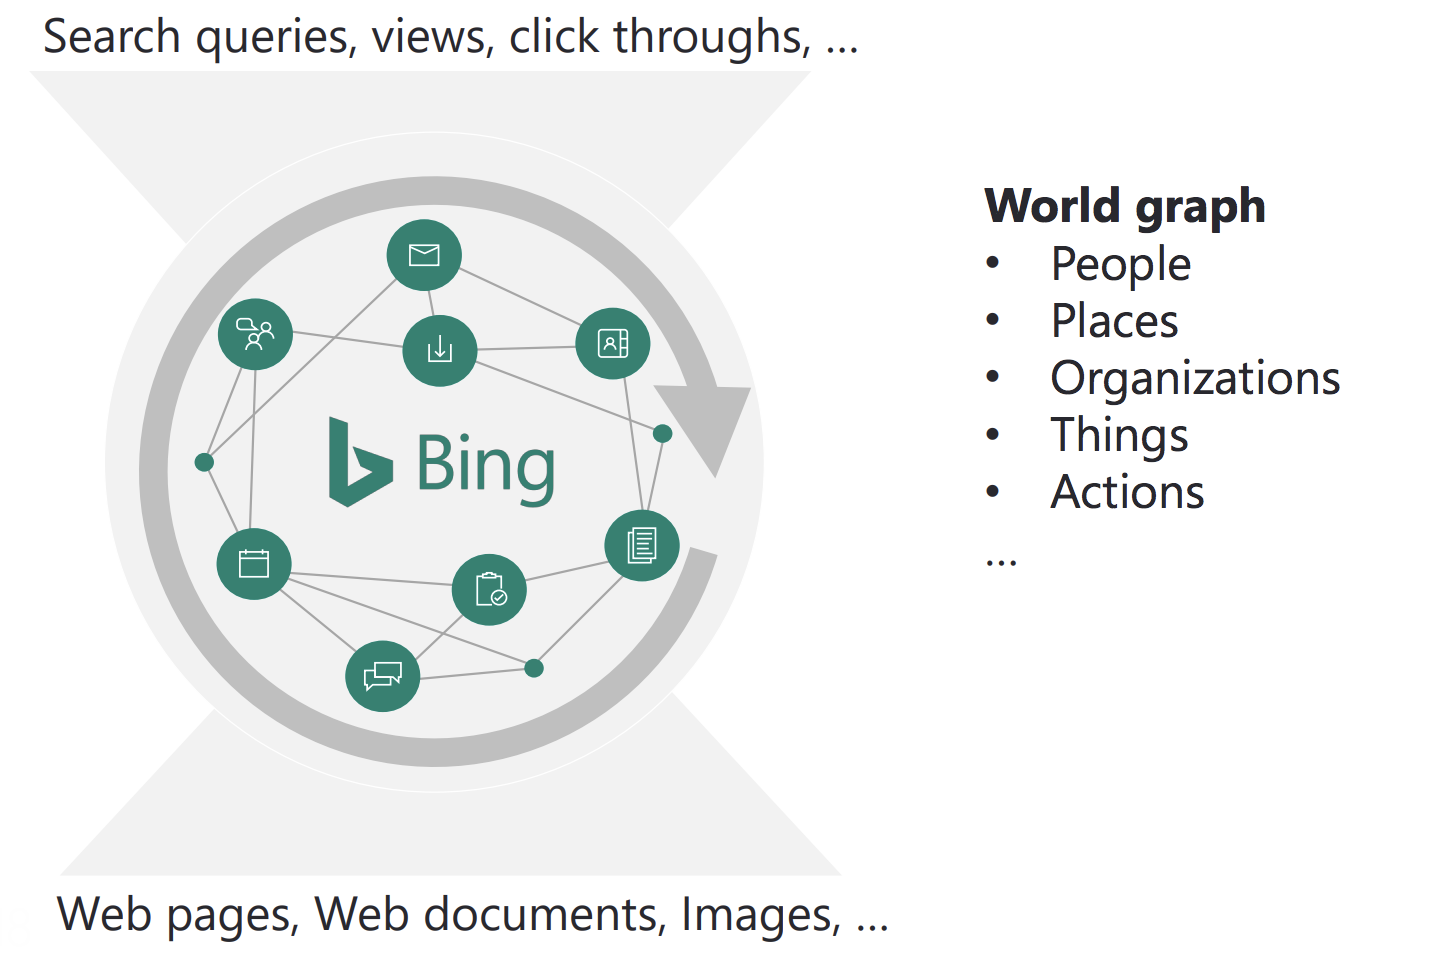 Search queries, views, click throughs, ...
Bing
World graph
• People
• Places
• Organizations
• Things
• Actions
...
Web pages, Web documents, Images, ...